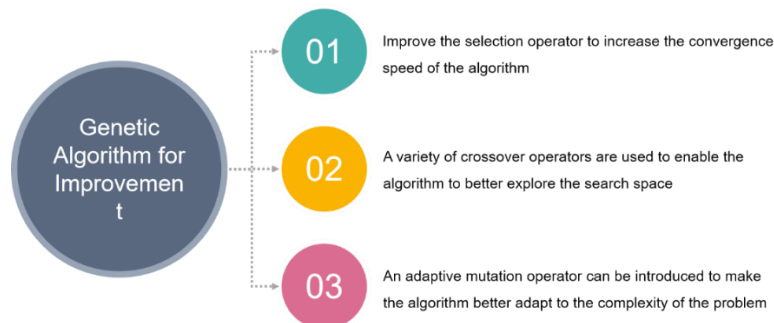 Genetic
Algorithm for
Improvemen
t
01
Improve the selection operator to increase the convergence
speed of the algorithm
02
A variety of crossover operators are used to enable the
algorithm to better explore the search space
03
An adaptive mutation operator can be introduced to make
the algorithm better adapt to the complexity of the problem